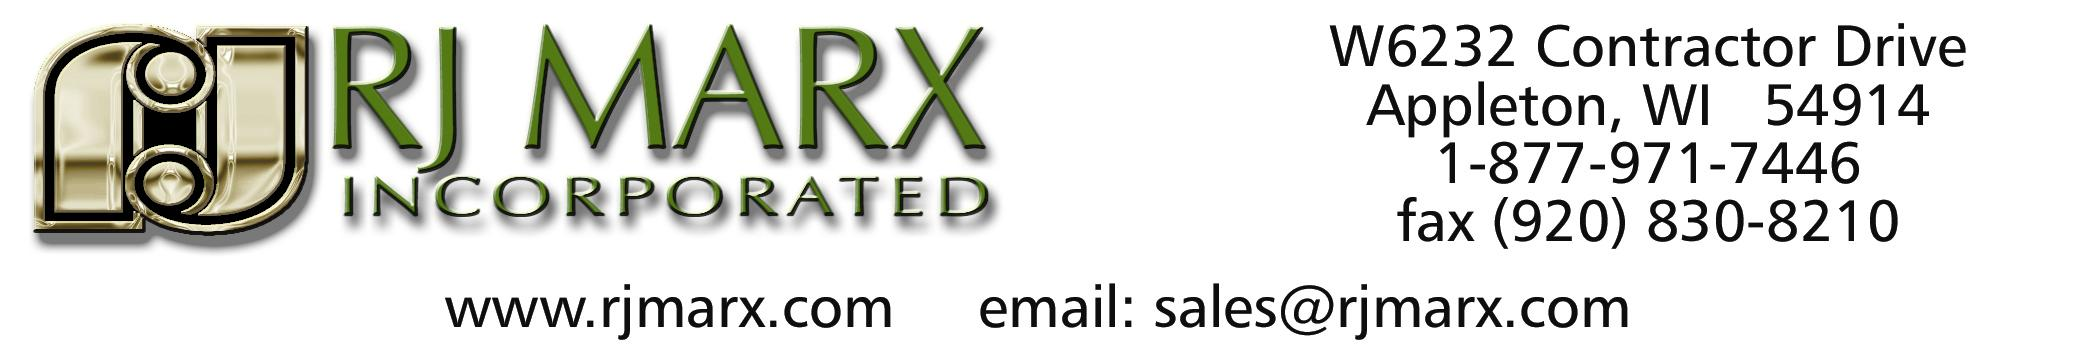 RJ MARX
INCORPORATED
W6232 Contractor Drive
Appleton, WI 54914
1-877-971-7446
fax (920) 830-8210
www.rjmarx.com email: sales@rjmarx.com